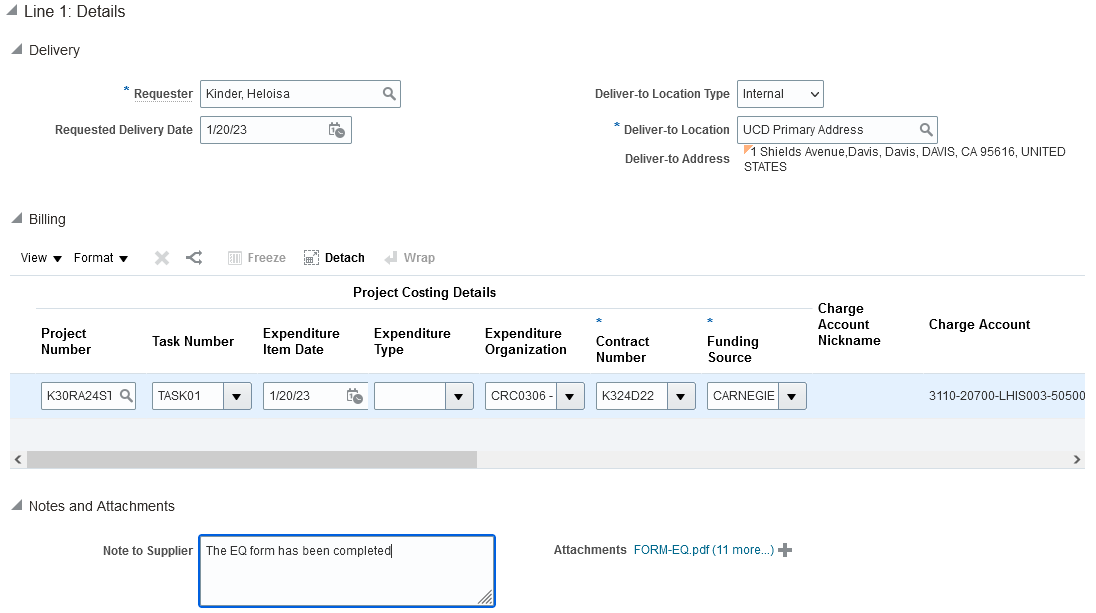 Line 1: Details
Delivery
* Requester Kinder, Heloisa
Requested Delivery Date 1/20/23
Deliver-to Location Type Internal
* Deliver-to Location UCD Primary Address
Deliver-to Address 1 Shields Avenue,Davis, Davis, DAVIS, CA 95616, UNITED
STATES
Billing
View Format Freeze Detach Wrap
Project Costing Details
Project
Number
Task Number
Expenditure
Item Date
Expenditure
Type
Expenditure
Organization
*
Contract
Number
*
Funding
Source
Charge
Account
Nickname
Charge Account
K30RA24ST TASK01 1/20/23 CRC0306 - K324D22 CARNEGIE 3110-20700-LHIS003-50500
Notes and Attachments
Note to Supplier The EQ form has been completed
Attachments FORM-EQ.pdf (11 more...)